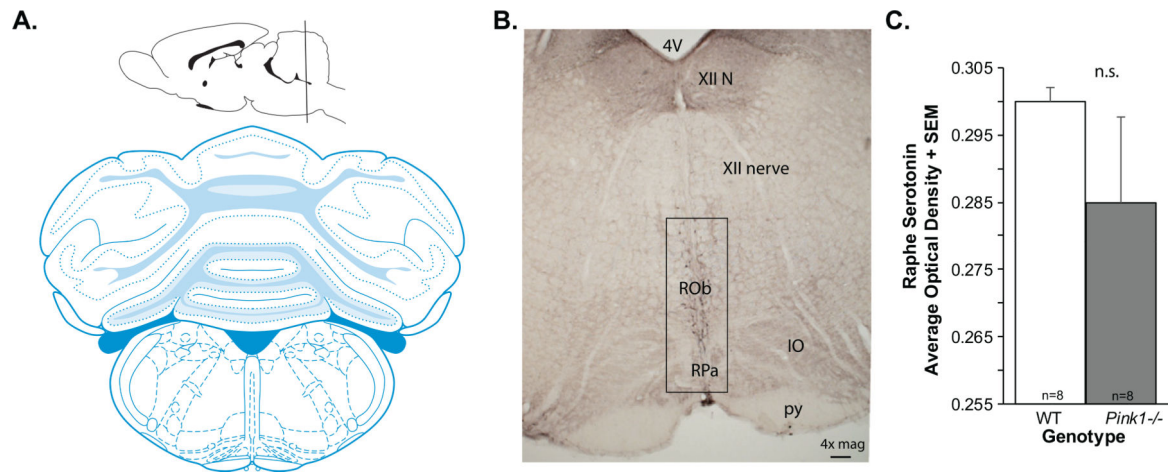 A.
B.
4V
XII N
XII nerve
ROb
IO
RPa
py
4x mag
C.
n.s.
Raphe Serotonin
Average Optical Density + SEM
0.305
0.295
0.285
0.275
0.265
0.255
n=8
n=8
WT
Pink1-/-
Genotype